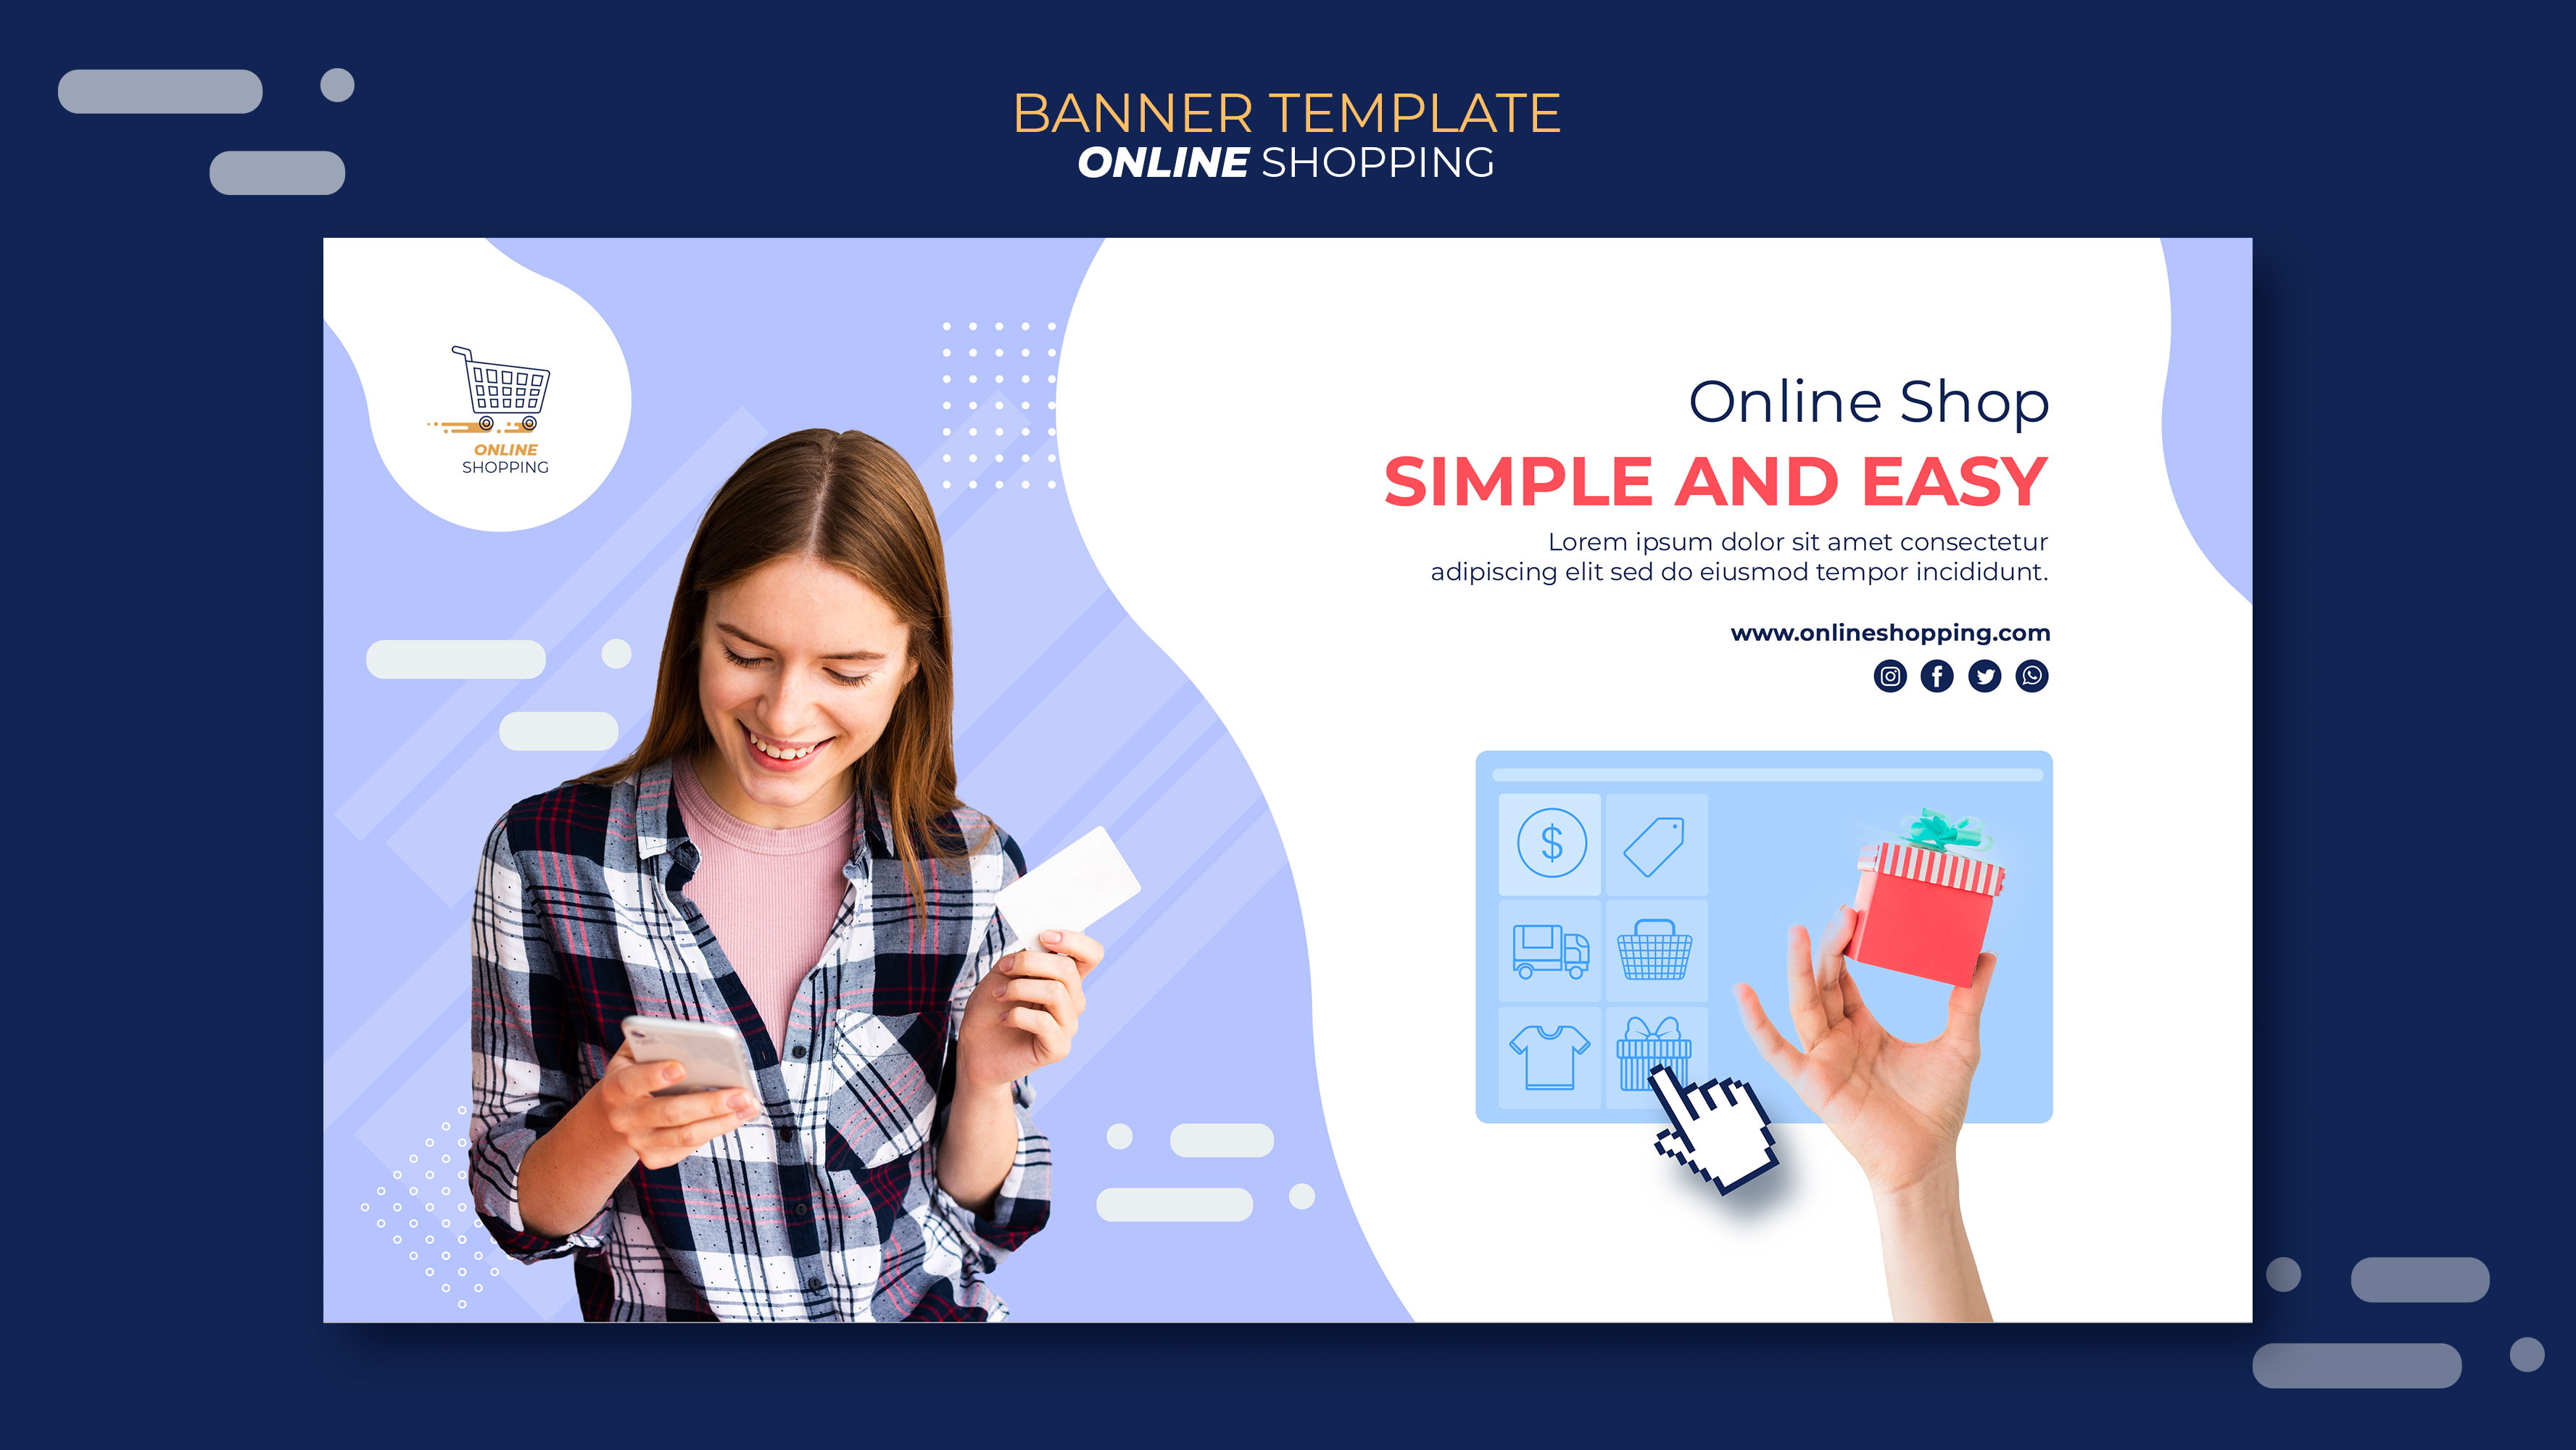 BANNER TEMPLATE
ONLINE SHOPPING
ONLINE
SHOPPING
Online Shop
SIMPLE AND EASY
Lorem ipsum dolor sit amet consectetur
adipiscing elit sed do eiusmod tempor incididunt.
www.onlineshopping.com
$